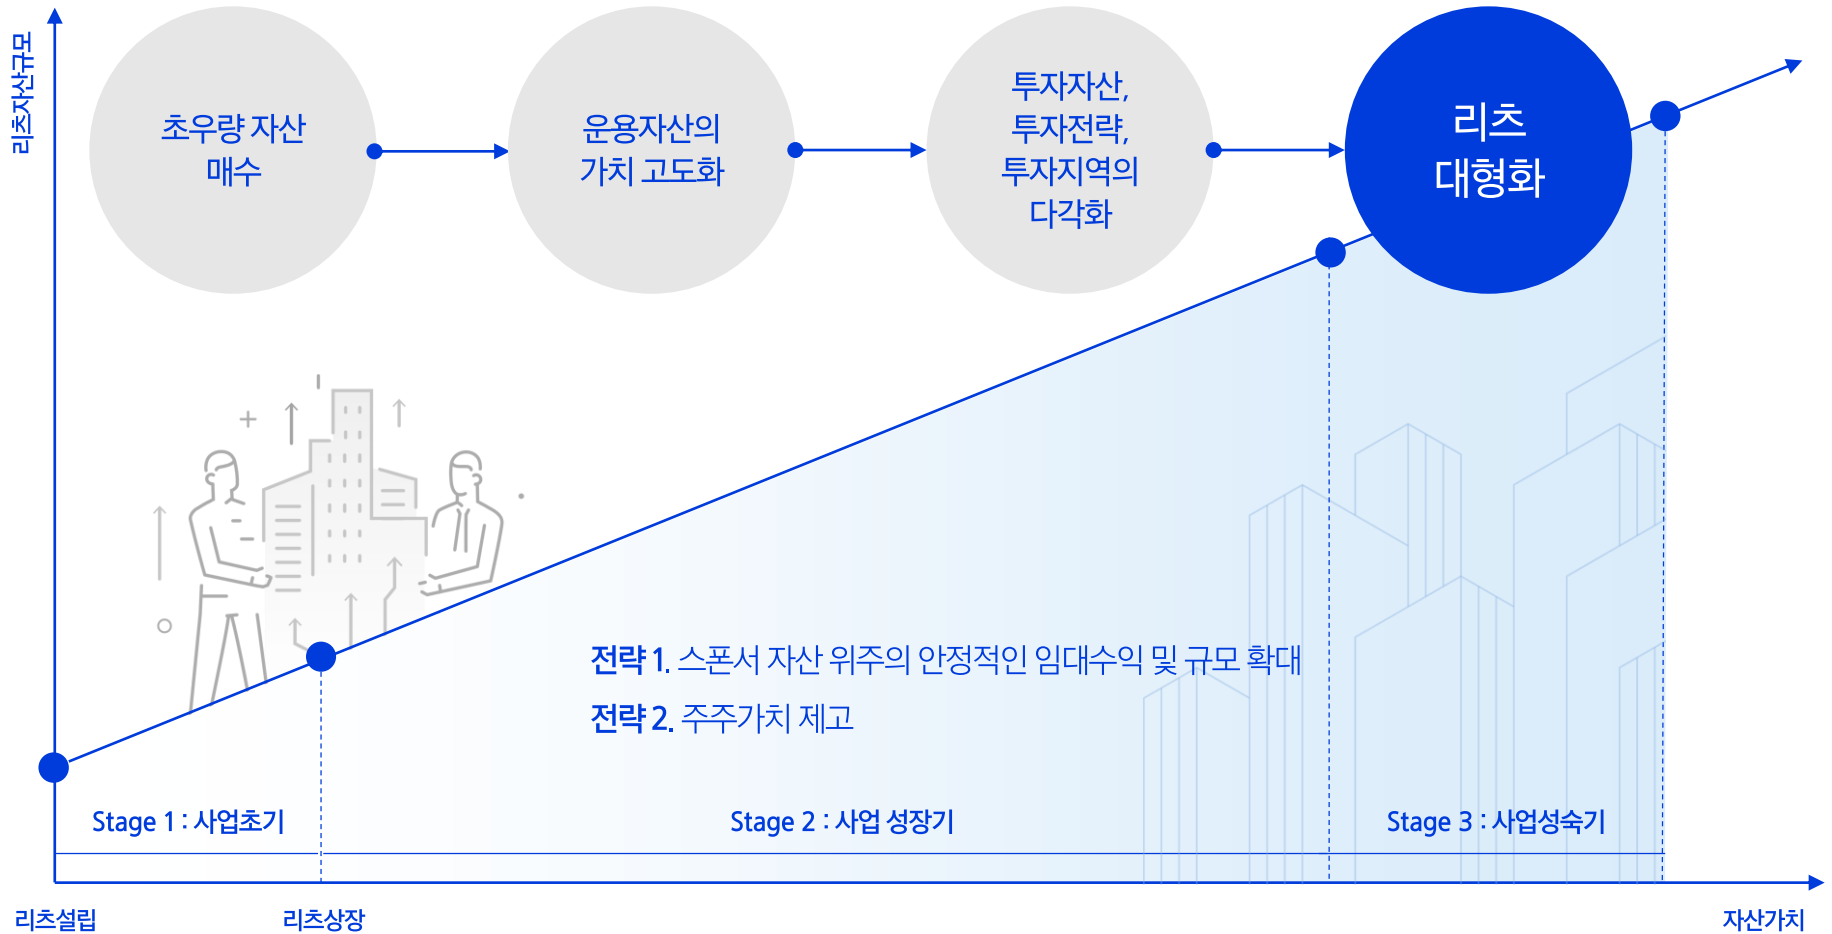 리츠자산규모
초우량 자산
매수
운용자산의
가치 고도화
투자자산,
투자전략,
투자지역의
다각화
리츠
대형화
전략 1. 스폰서 자산 위주의 안정적인 임대수익 및 규모 확대
전략 2. 주주가치 제고
Stage 1 : 사업초기
Stage 2 : 사업 성장기
Stage 3 : 사업성숙기
리츠설립
리츠상장
자산가치